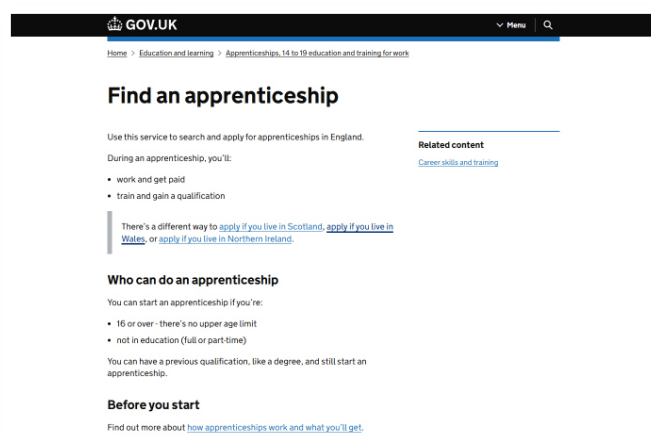 GOV.UK
Menu
Home > Education and learning > Apprenticeships, 14 to 19 education and training for work
Find an apprenticeship
Use this service to search and apply for apprenticeships in England.
During an apprenticeship, you'll:
• work and get paid
• train and gain a qualification
There's a different way to apply if you live in Scotland, apply if you live in
Wales, or apply if you live in Northern Ireland.
Who can do an apprenticeship
You can start an apprenticeship if you're:
• 16 or over - there's no upper age limit
• not in education (full or part-time)
You can have a previous qualification, like a degree, and still start an
apprenticeship.
Before you start
Find out more about how apprenticeships work and what you'll get.
Related content
Career skills and training